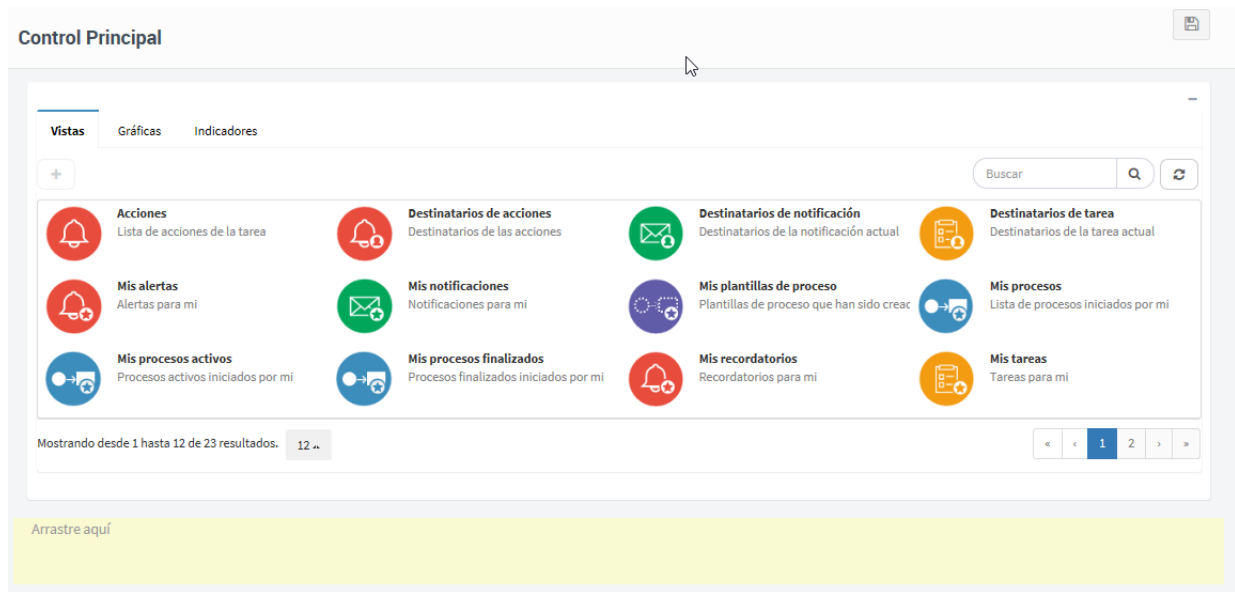 Control Principal
Vistas Gráficas Indicadores
Buscar
Acciones
Lista de acciones de la tarea
Destinatarios de acciones
Destinatarios de las acciones
Destinatarios de notificación
Destinatarios de la notificación actual
Destinatarios de tarea
Destinatarios de la tarea actual
Mis alertas
Alertas para mi
Mis notificaciones
Notificaciones para mi
Mis plantillas de proceso
Plantillas de proceso que han sido creac
Mis procesos
Lista de procesos iniciados por mi
Mis procesos activos
Procesos activos iniciados por mi
Mis procesos finalizados
Procesos finalizados iniciados por mi
Mis recordatorios
Recordatorios para mi
Mis tareas
Tareas para mi
Mostrando desde 1 hasta 12 de 23 resultados. 12
« ‹ 1 2 › »
Arrastre aquí